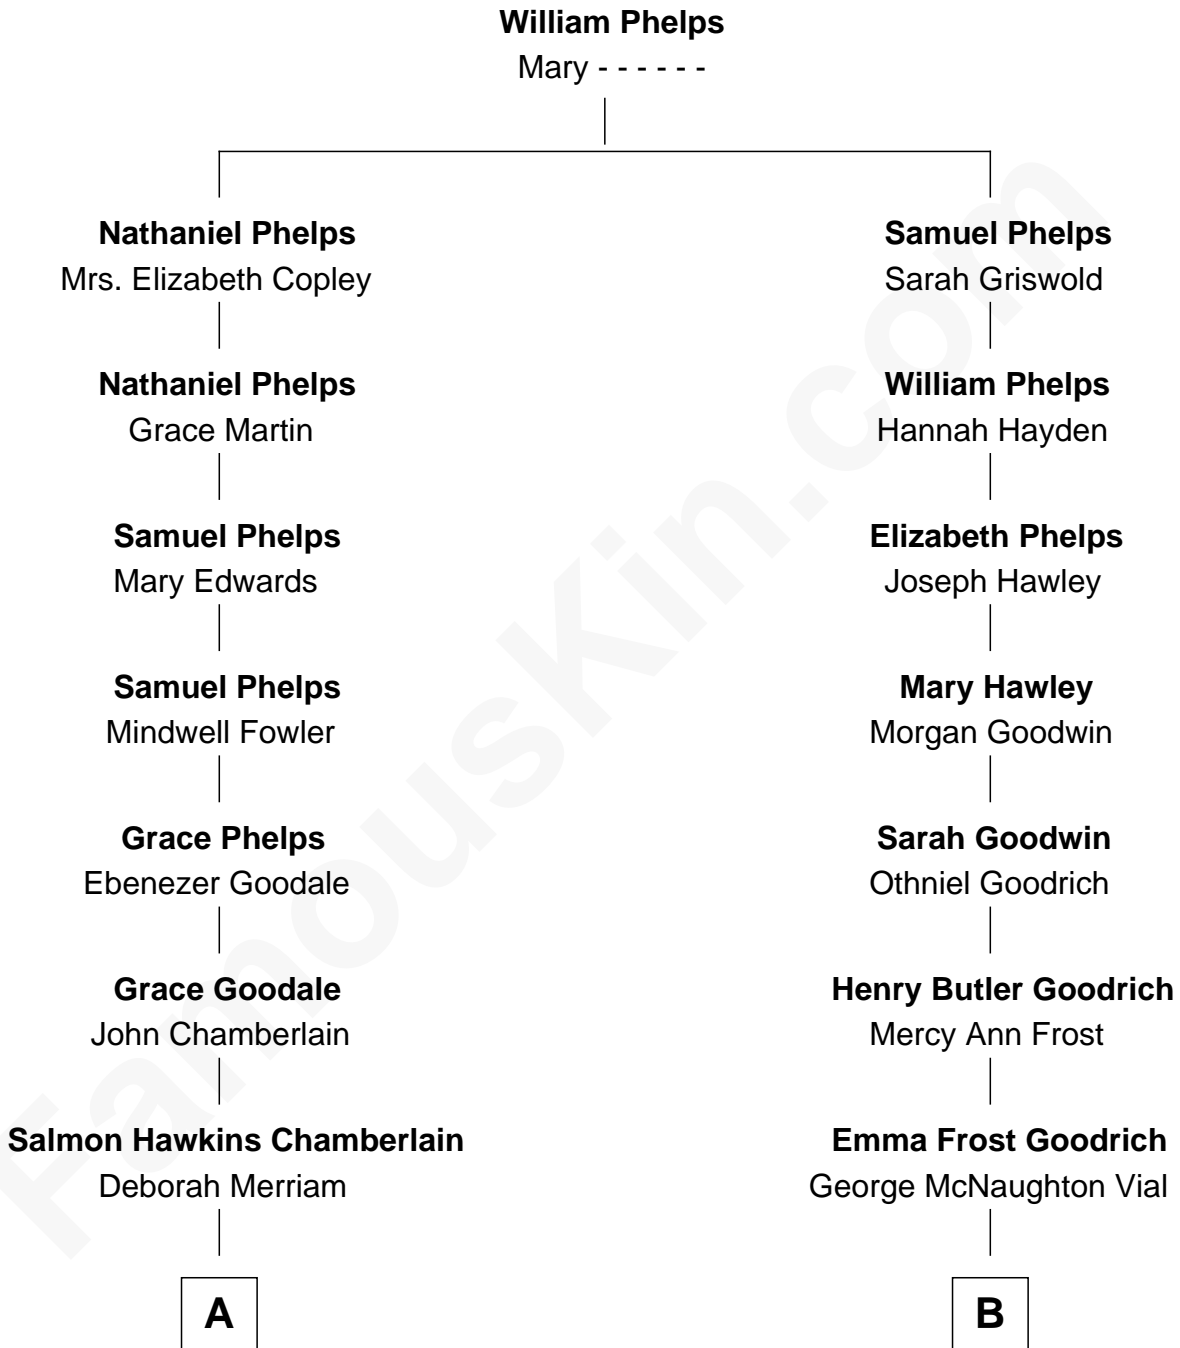 William Phelps
Mary - - - - - -
Nathaniel Phelps
Mrs. Elizabeth Copley
Nathaniel Phelps
Grace Martin
Samuel Phelps
Mary Edwards
Samuel Phelps
Mindwell Fowler
Grace Phelps
Ebenezer Goodale
Grace Goodale
John Chamberlain
Salmon Hawkins Chamberlain
Deborah Merriam
A
Samuel Phelps
Sarah Griswold
William Phelps
Hannah Hayden
Elizabeth Phelps
Joseph Hawley
Mary Hawley
Morgan Goodwin
Sarah Goodwin
Othniel Goodrich
Henry Butler Goodrich
Mercy Ann Frost
Emma Frost Goodrich
George McNaughton Vial
B
FamousKin.com